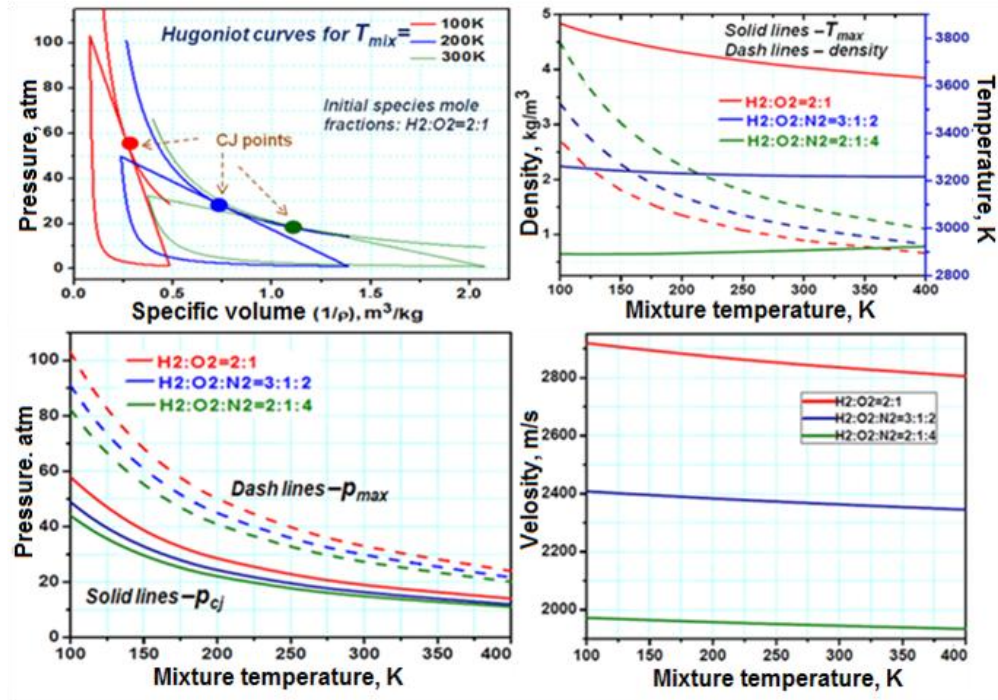 Hugoniot curves for Tmix=
100K
200K
300K
Initial species mole
fractions: H2:O2=2:1
CJ points
Pressure, atm
100
80
60
40
20
0
0.0 0.5 1.0 1.5 2.0
Specific volume (1/ρ), m³/kg
Solid lines –Tmax
Dash lines – density
H2:O2=2:1
H2:O2:N2=3:1:2
H2:O2:N2=2:1:4
Density, kg/m³
5
4
3
2
1
Temperature, K
3800
3600
3400
3200
3000
2800
100 150 200 250 300 350 400
Mixture temperature, K
H2:O2=2:1
H2:O2:N2=3:1:2
H2:O2:N2=2:1:4
Dash lines–pmax
Solid lines–pcj
Pressure. atm
100
80
60
40
20
0
100 150 200 250 300 350 400
Mixture temperature, K
H2:O2=2:1
H2:O2:N2=3:1:2
H2:O2:N2=2:1:4
Velosity, m/s
2800
2600
2400
2200
2000
100 150 200 250 300 350 400
Mixture temperature, K